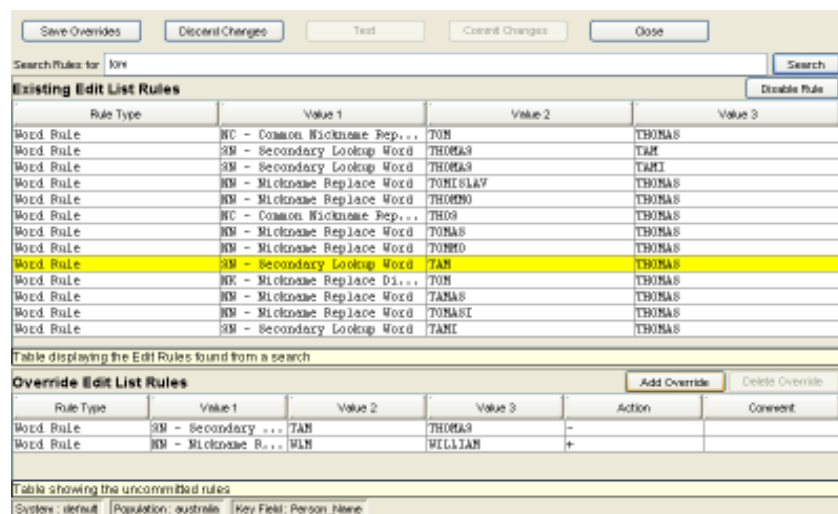 Save Overrides Discard Changes Test Commit Changes Close
Search Rules for tom Search
Existing Edit List Rules Disable Rule
Rule Type Value 1 Value 2 Value 3
Word Rule NC - Common Nickname Rep... TOM THOMAS
Word Rule SN - Secondary Lookup Word THOMAS TAM
Word Rule SN - Secondary Lookup Word THOMAS TAMI
Word Rule NN - Nickname Replace Word TOMISLAV THOMAS
Word Rule NN - Nickname Replace Word THOMMO THOMAS
Word Rule NC - Common Nickname Rep... THOS THOMAS
Word Rule NN - Nickname Replace Word TOMAS THOMAS
Word Rule NN - Nickname Replace Word TOMMO THOMAS
Word Rule SN - Secondary Lookup Word TAM THOMAS
Word Rule NK - Nickname Replace Di... TOM THOMAS
Word Rule NN - Nickname Replace Word TAMAS THOMAS
Word Rule NN - Nickname Replace Word TOMASI THOMAS
Word Rule SN - Secondary Lookup Word TAMI THOMAS
Table displaying the Edit Rules found from a search
Override Edit List Rules Add Override Delete Override
Rule Type Value 1 Value 2 Value 3 Action Comment
Word Rule SN - Secondary ... TAM THOMAS -
Word Rule NN - Nickname R... WLM WILLIAM +
Table showing the uncommitted rules
System : default Population : australia Key Field : Person_Name